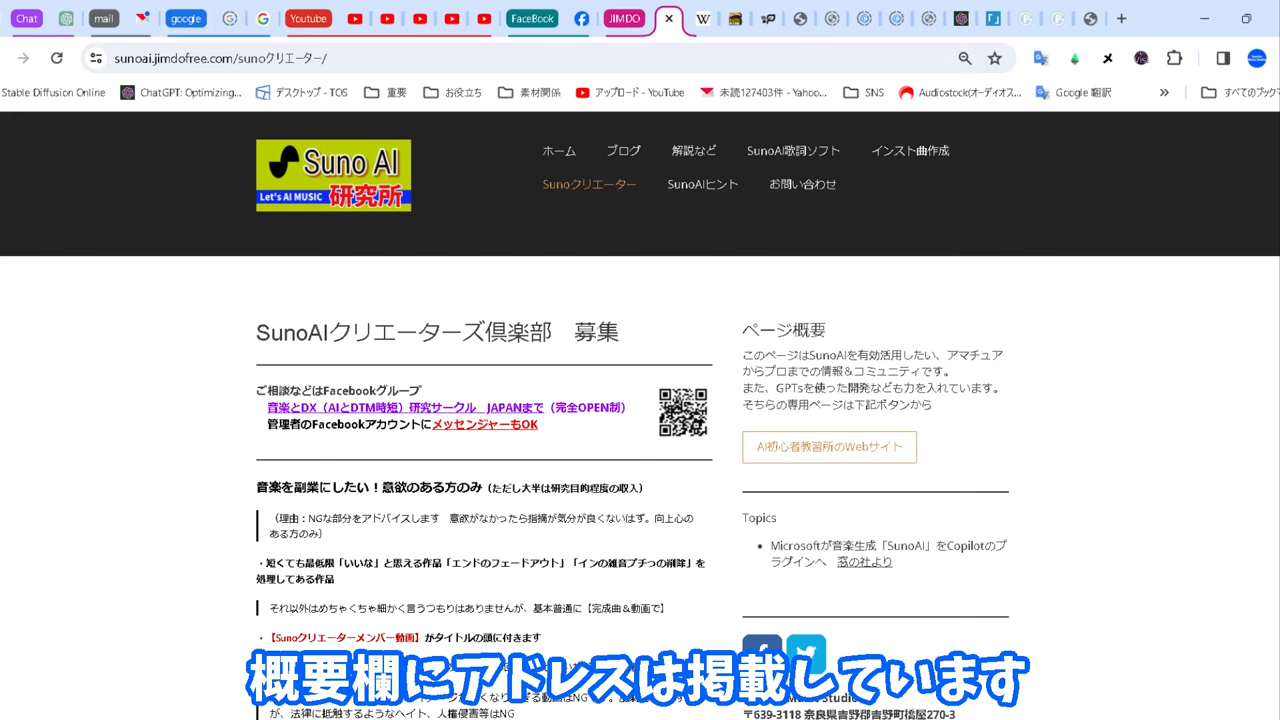 Chat
mail
google
Youtube
FaceBook
JIMDO
sunoai.jimdofree.com/sunoクリエーター/
Stable Diffusion Online
ChatGPT: Optimizing...
デスクトップ - TOS
重要
お役立ち
素材関係
アップロード - YouTube
未読127403件 - Yahoo...
SNS
Audiostock(オーディオス...
Google 翻訳
»
すべてのブックマ
Suno AI
Let's AI MUSIC 研究所
ホーム ブログ 解説など SunoAI歌詞ソフト インスト曲作成
Sunoクリエーター SunoAIヒント お問い合わせ
SunoAIクリエーターズ倶楽部　募集
ご相談などはFacebookグループ
音楽とDX（AIとDTM時短）研究サークル　JAPANまで（完全OPEN制）
管理者のFacebookアカウントにメッセンジャーもOK
音楽を副業にしたい！意欲のある方のみ（ただし大半は研究目的程度の収入）
（理由：NGな部分をアドバイスします　意欲がなかったら指摘が気分が良くないはず。向上心の
ある方のみ）
・短くても最低限「いいな」と思える作品「エンドのフェードアウト」「インの雑音プチっの削除」を
処理してある作品
それ以外はめちゃくちゃ細かく言うつもりはありませんが、基本普通に【完成曲＆動画で】
・【Sunoクリエーターメンバー動画】がタイトルの頭に付きます
が、法律に抵触するようなヘイト、人権侵害等はNG
ページ概要
このページはSunoAIを有効活用したい、アマチュア
からプロまでの情報＆コミュニティです。
また、GPTsを使った開発なども力を入れています。
そちらの専用ページは下記ボタンから
AI初心者教習所のWebサイト
Topics
• Microsoftが音楽生成「SunoAI」をCopilotのプ
ラグインへ　窓の社より
〒639-3118 奈良県吉野郡吉野町橋屋270-3
概要欄にアドレスは掲載しています